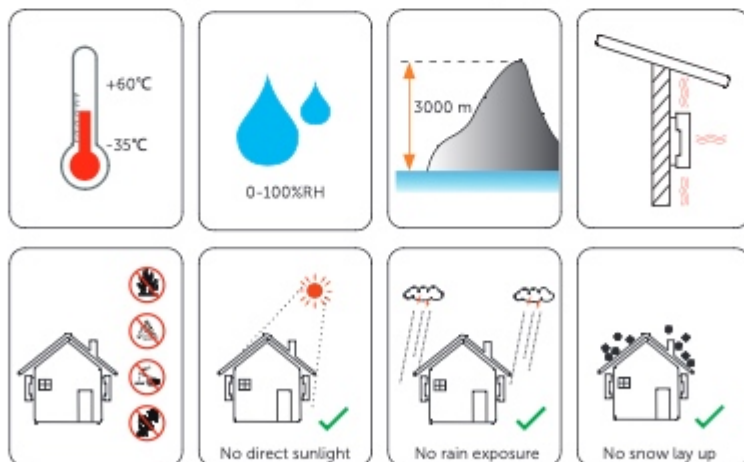 +60℃
-35℃
0-100%RH
3000 m
No direct sunlight
No rain exposure
No snow lay up